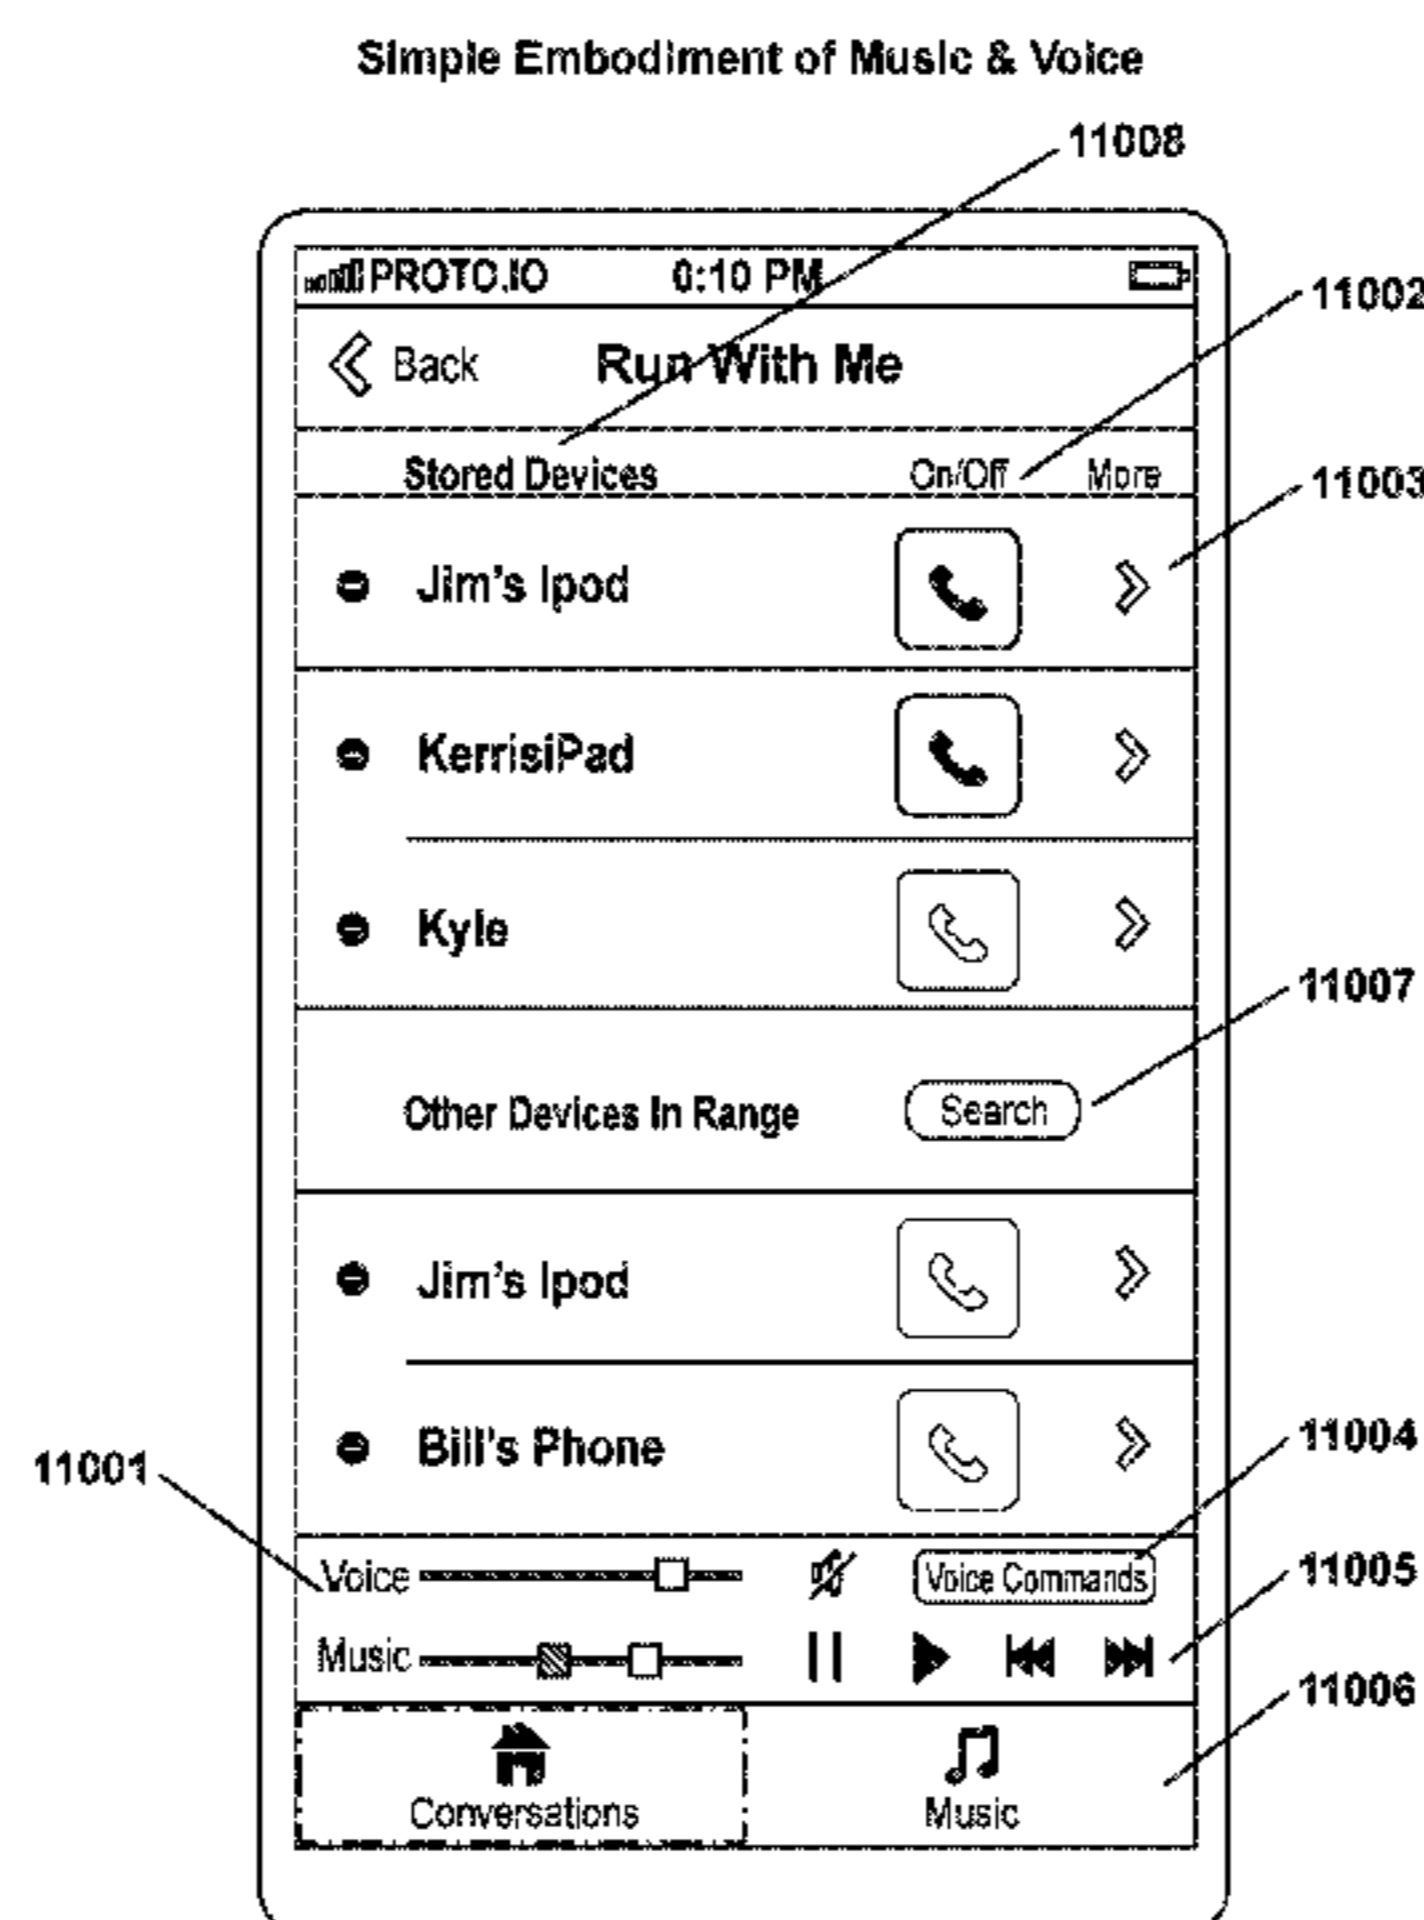 Simple Embodiment of Music & Voice
11008
PROTO.IO 6:10 PM
11002
Back Run With Me
Stored Devices On/Off More
11003
Jim's Ipod
KerrisiPad
Kyle
11007
Other Devices In Range Search
Jim's Ipod
Bill's Phone
11004
11001
Voice Voice Commands
11005
Music
11006
Conversations Music